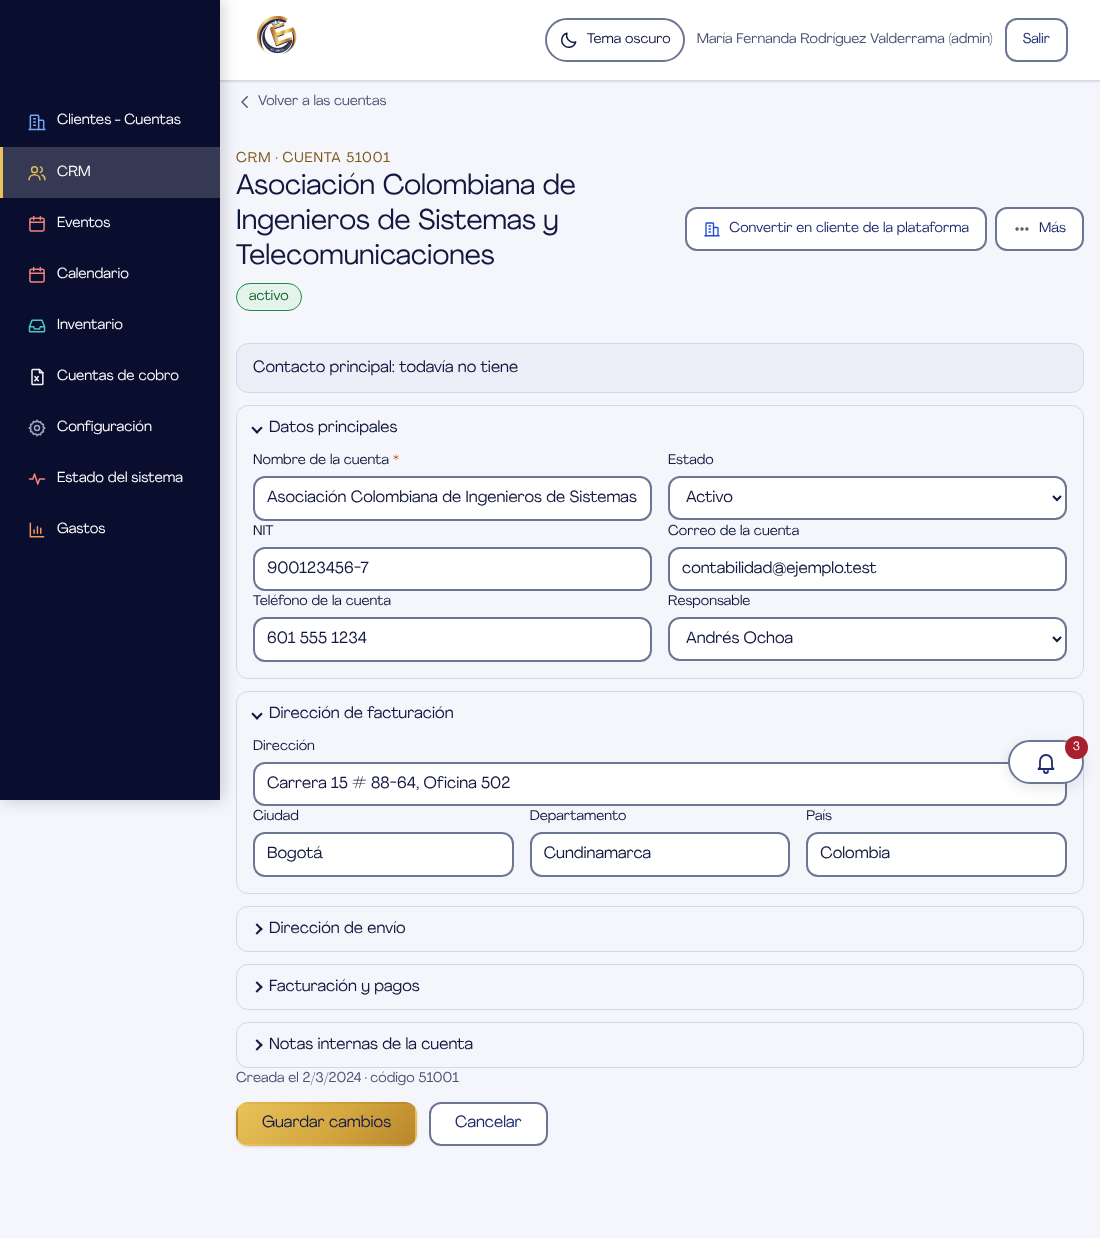 Tema oscuro
María Fernanda Rodríguez Valderrama (admin)
Salir
Clientes - Cuentas
CRM
Eventos
Calendario
Inventario
Cuentas de cobro
Configuración
Estado del sistema
Gastos
Volver a las cuentas
CRM · CUENTA 51001
Asociación Colombiana de
Ingenieros de Sistemas y
Telecomunicaciones
activo
Convertir en cliente de la plataforma
Más
Contacto principal: todavía no tiene
Datos principales
Nombre de la cuenta *
Estado
Asociación Colombiana de Ingenieros de Sistemas
Activo
NIT
Correo de la cuenta
900123456-7
contabilidad@ejemplo.test
Teléfono de la cuenta
Responsable
601 555 1234
Andrés Ochoa
Dirección de facturación
Dirección
3
Carrera 15 # 88-64, Oficina 502
Ciudad
Departamento
País
Bogotá
Cundinamarca
Colombia
Dirección de envío
Facturación y pagos
Notas internas de la cuenta
Creada el 2/3/2024 · código 51001
Guardar cambios
Cancelar